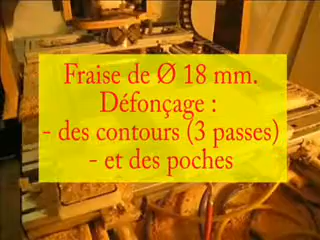 Fraise de Ø 18 mm.
Défonçage :
- des contours (3 passes)
- et des poches